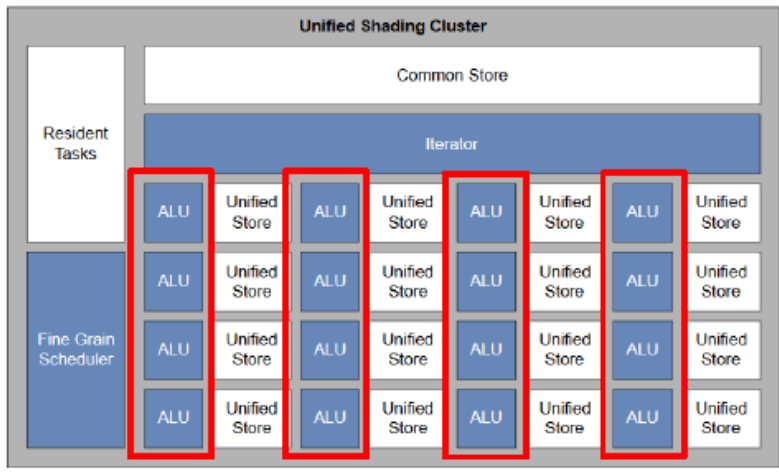 Unified Shading Cluster
Common Store
Resident
Tasks
Iterator
ALU
Unified
Store
ALU
Unified
Store
ALU
Unified
Store
ALU
Unified
Store
Fine Grain
Scheduler
ALU
Unified
Store
ALU
Unified
Store
ALU
Unified
Store
ALU
Unified
Store
ALU
Unified
Store
ALU
Unified
Store
ALU
Unified
Store
ALU
Unified
Store
ALU
Unified
Store
ALU
Unified
Store
ALU
Unified
Store
ALU
Unified
Store